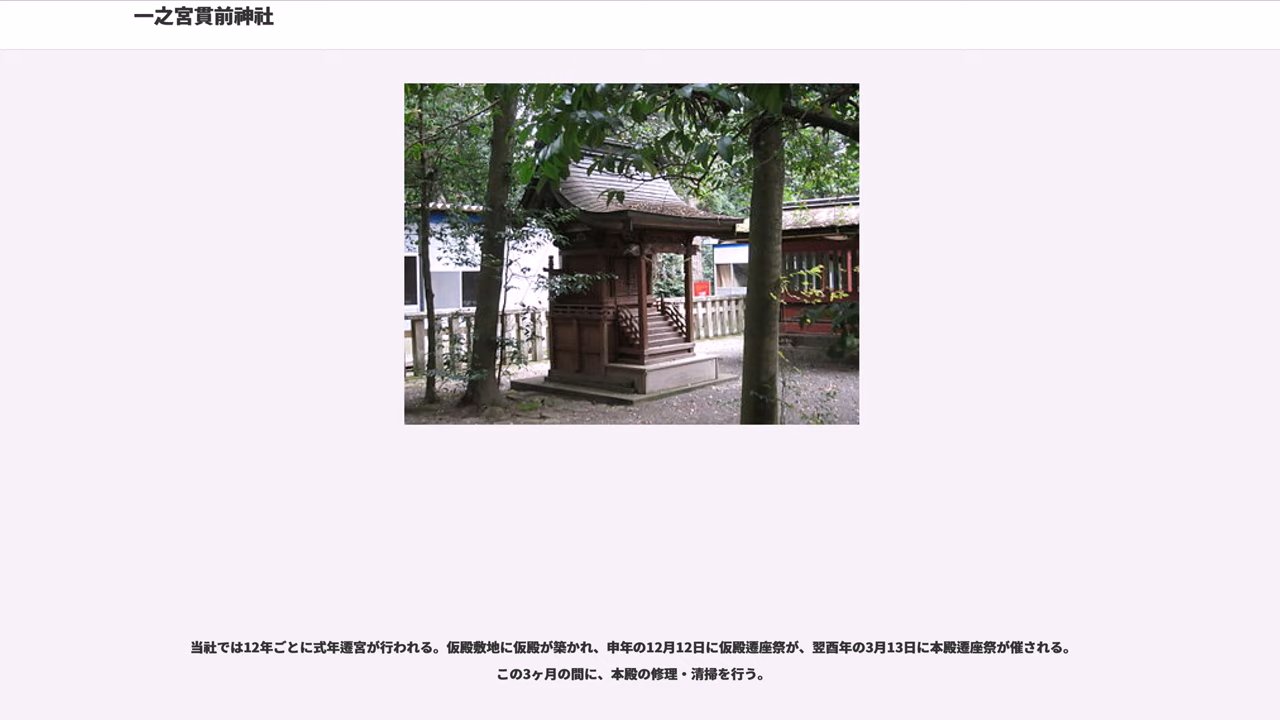 一之宮貫前神社
当社では12年ごとに式年遷宮が行われる。仮殿敷地に仮殿が築かれ、申年の12月12日に仮殿遷座祭が、翌酉年の3月13日に本殿遷座祭が催される。
この3ヶ月の間に、本殿の修理・清掃を行う。